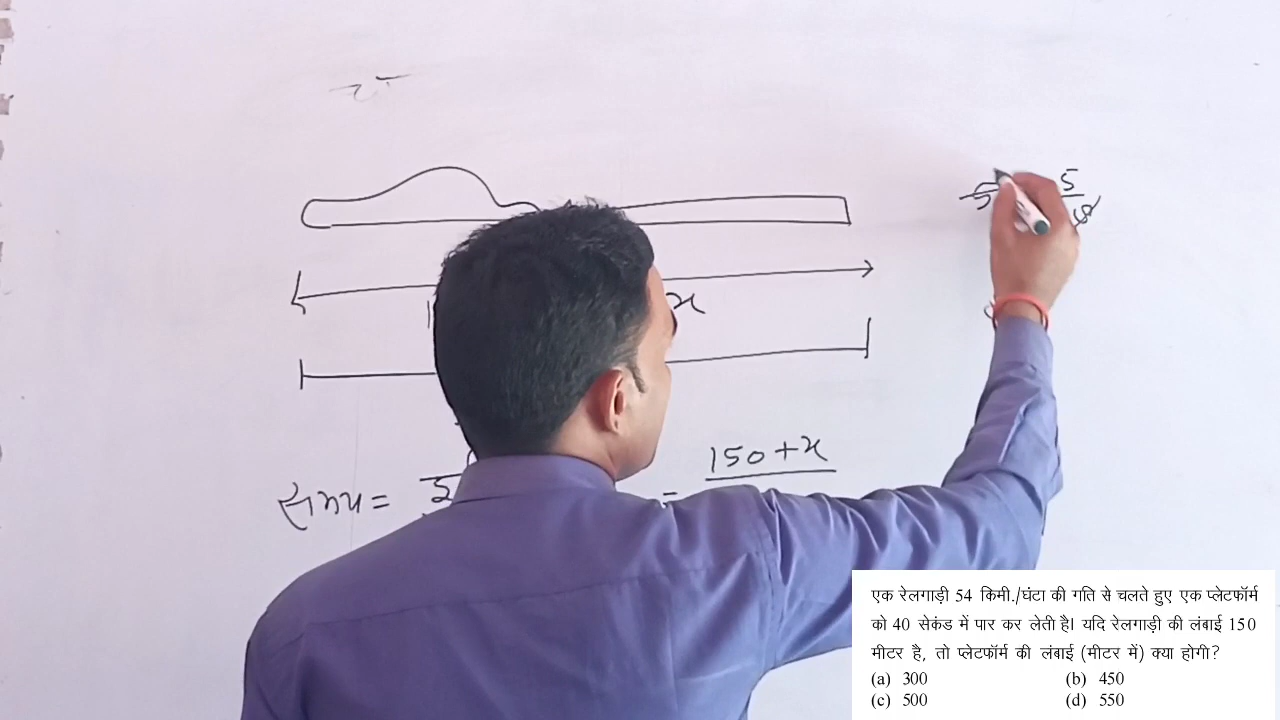 5
x
150+x
समय =
=
एक रेलगाड़ी 54 किमी./घंटा की गति से चलते हुए एक प्लेटफॉर्म
को 40 सेकंड में पार कर लेती है। यदि रेलगाड़ी की लंबाई 150
मीटर है, तो प्लेटफॉर्म की लंबाई (मीटर में) क्या होगी?
(a) 300 (b) 450
(c) 500 (d) 550